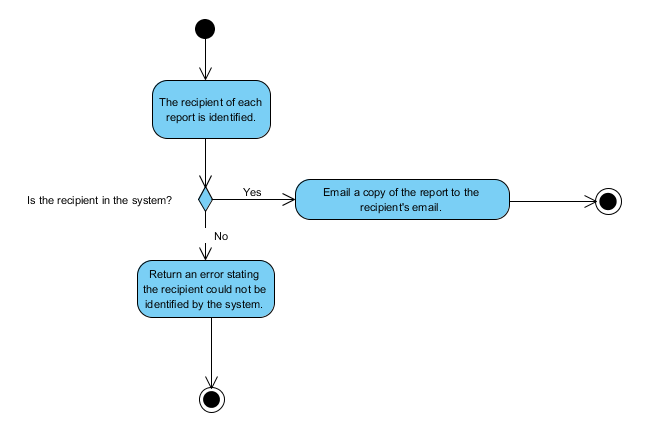 The recipient of each
report is identified.
Is the recipient in the system?
Yes
Email a copy of the report to the
recipient's email.
No
Return an error stating
the recipient could not be
identified by the system.